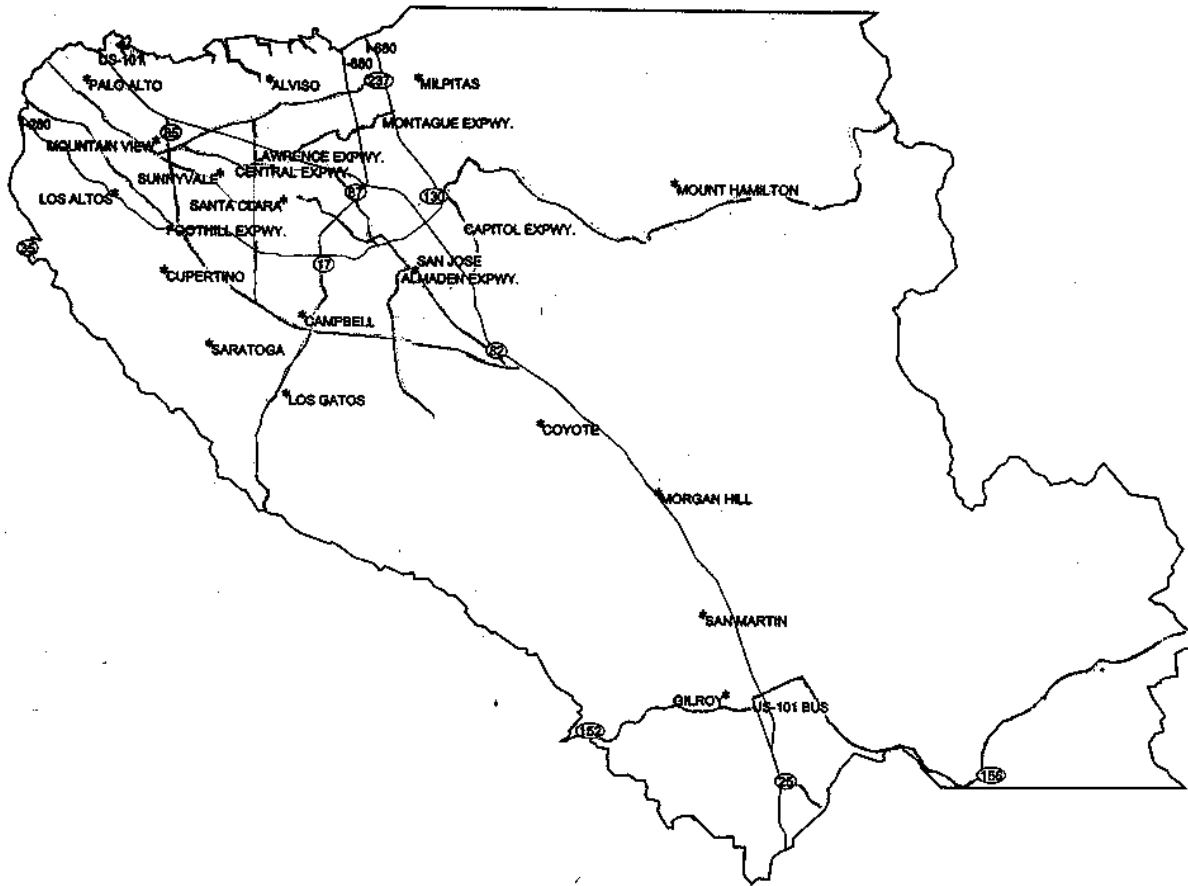 -680
US-101
-880
*PALO ALTO
*ALVISO
237
*MILPITAS
-280
85
MONTAGUE EXPWY.
MOUNTAIN VIEW*
LAWRENCE EXPWY.
SUNNYVALE*
CENTRAL EXPWY.
LOS ALTOS*
SANTA CLARA*
87
130
*MOUNT HAMILTON
FOOTHILL EXPWY.
CAPITOL EXPWY.
35
17
*CUPERTINO
SAN JOSE
*
ALMADEN EXPWY.
*CAMPBELL
*SARATOGA
82
*LOS GATOS
*COYOTE
*MORGAN HILL
*SAN MARTIN
GILROY*
US-101 BUS
152
25
156